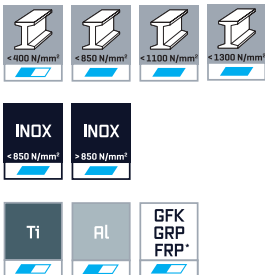 <400 N/mm² <850 N/mm² <1100 N/mm² <1300 N/mm²
INOX INOX
<850 N/mm² >850 N/mm²
Ti Al GFK
GRP
FRP*